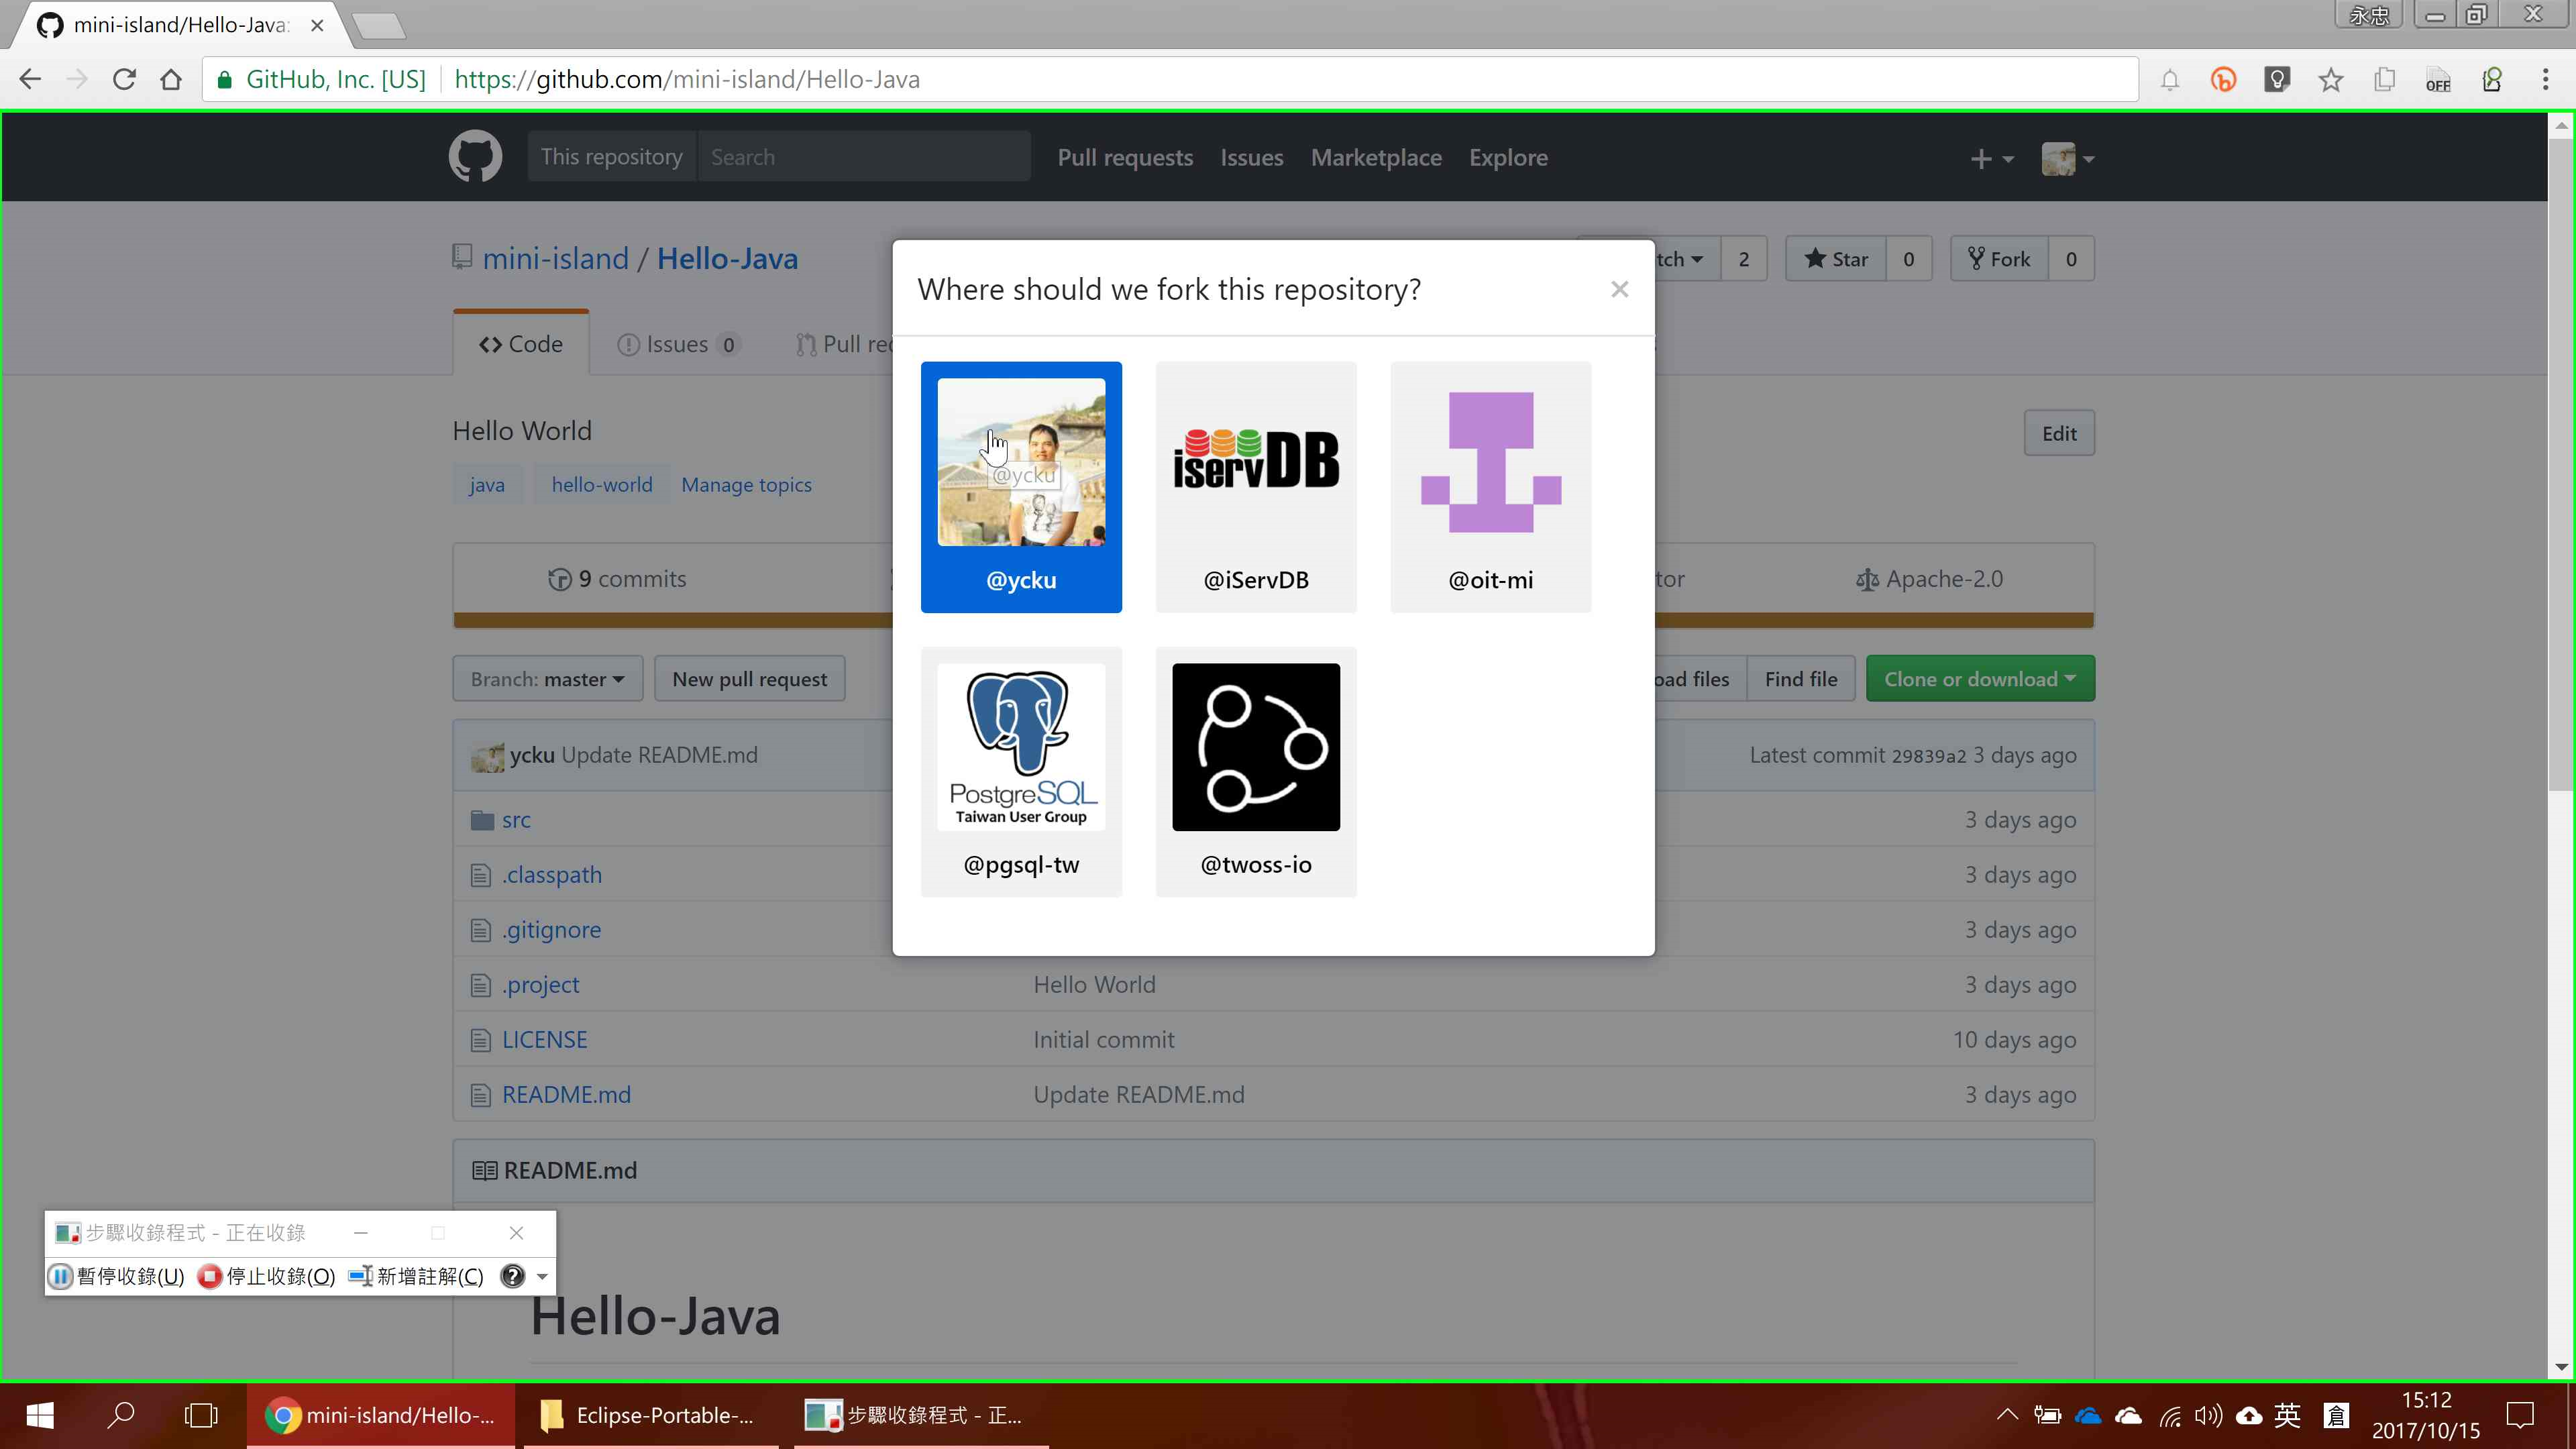 mini-island/Hello-Java:
永忠
GitHub, Inc. [US]
https://github.com/mini-island/Hello-Java
OFF
This repository
Search
Pull requests
Issues
Marketplace
Explore
mini-island / Hello-Java
tch
2
Star
0
Fork
0
Code
Issues 0
Pull rec
Where should we fork this repository?
@ycku
@ycku
iservDB
@iServDB
@oit-mi
PostgreSQL
Taiwan User Group
@pgsql-tw
@twoss-io
Hello World
Edit
java
hello-world
Manage topics
9 commits
tor
Apache-2.0
Branch: master
New pull request
oad files
Find file
Clone or download
ycku Update README.md
Latest commit 29839a2 3 days ago
src
3 days ago
.classpath
3 days ago
.gitignore
3 days ago
.project
Hello World
3 days ago
LICENSE
Initial commit
10 days ago
README.md
Update README.md
3 days ago
README.md
步驟收錄程式 - 正在收錄
暫停收錄(U)
停止收錄(O)
新增註解(C)
Hello-Java
mini-island/Hello-...
Eclipse-Portable-...
步驟收錄程式 - 正...
英
倉
15:12
2017/10/15